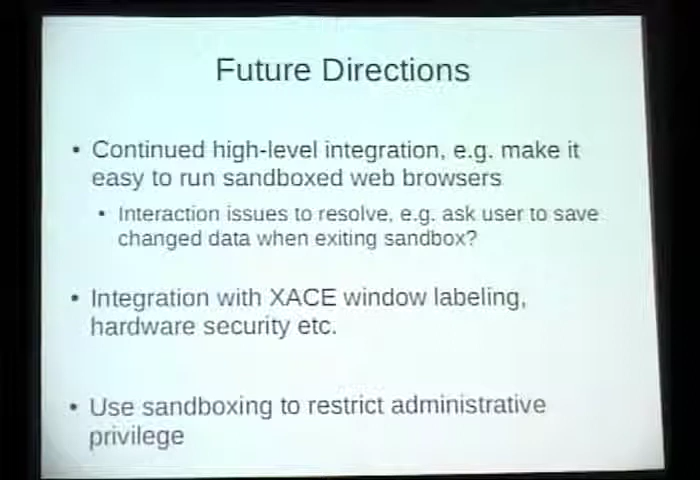 Future Directions
• Continued high-level integration, e.g. make it
easy to run sandboxed web browsers
• Interaction issues to resolve, e.g. ask user to save
changed data when exiting sandbox?
• Integration with XACE window labeling,
hardware security etc.
• Use sandboxing to restrict administrative
privilege